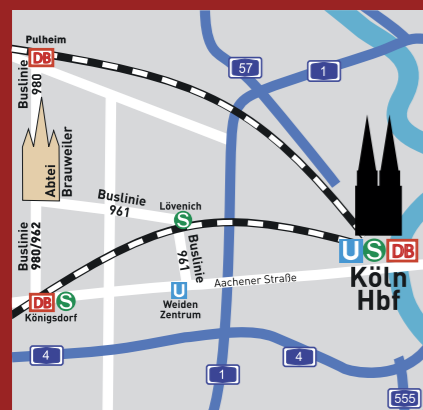 Pulheim
DB
Buslinie
980
57
1
Abtei
Brauweiler
Buslinie
961
Lövenich
S
Buslinie
961
Buslinie
980/962
U S DB
Köln
Hbf
Aachener Straße
DB S
Königsdorf
U
Weiden
Zentrum
4
4
1
555